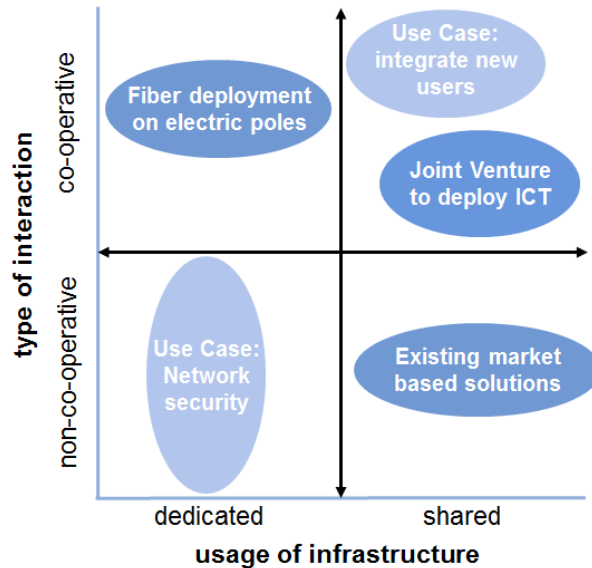 Use Case:
integrate new
users
Fiber deployment
on electric poles
Joint Venture
to deploy ICT
Use Case:
Network
security
Existing market
based solutions
type of interaction
co-operative
non-co-operative
dedicated
shared
usage of infrastructure